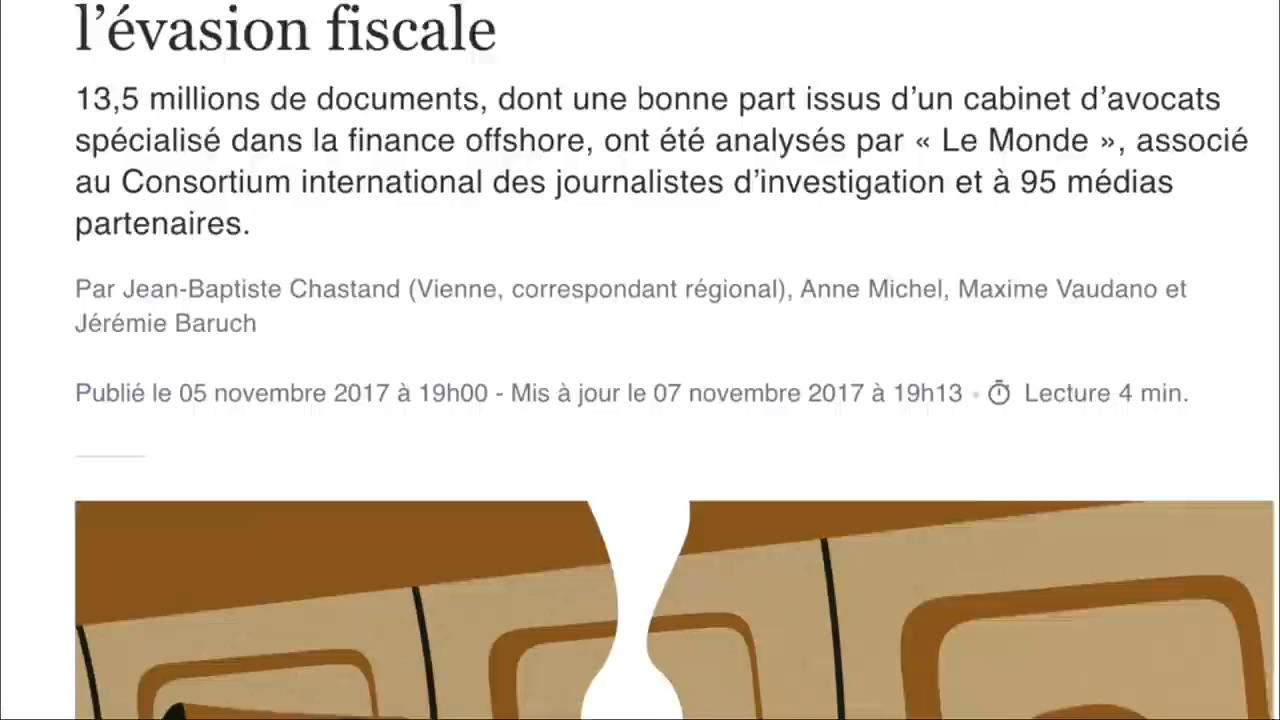 l’évasion fiscale
13,5 millions de documents, dont une bonne part issus d’un cabinet d’avocats
spécialisé dans la finance offshore, ont été analysés par « Le Monde », associé
au Consortium international des journalistes d’investigation et à 95 médias
partenaires.
Par Jean-Baptiste Chastand (Vienne, correspondant régional), Anne Michel, Maxime Vaudano et
Jérémie Baruch
Publié le 05 novembre 2017 à 19h00 - Mis à jour le 07 novembre 2017 à 19h13 • Lecture 4 min.